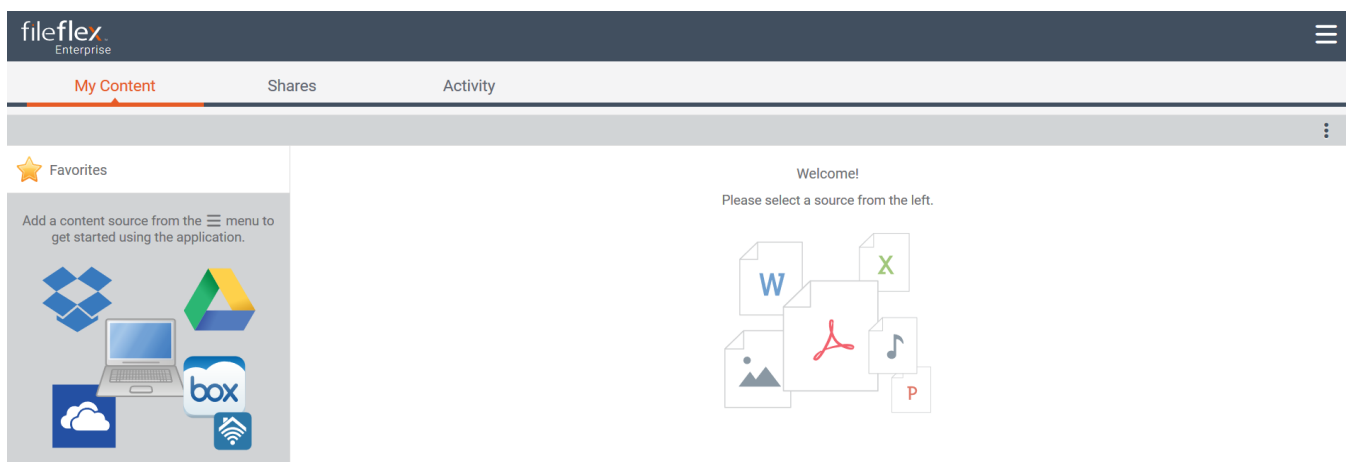 fileflex
Enterprise
My Content
Shares
Activity
Favorites
Welcome!
Please select a source from the left.
Add a content source from the ☰ menu to
get started using the application.
W
X
P
box